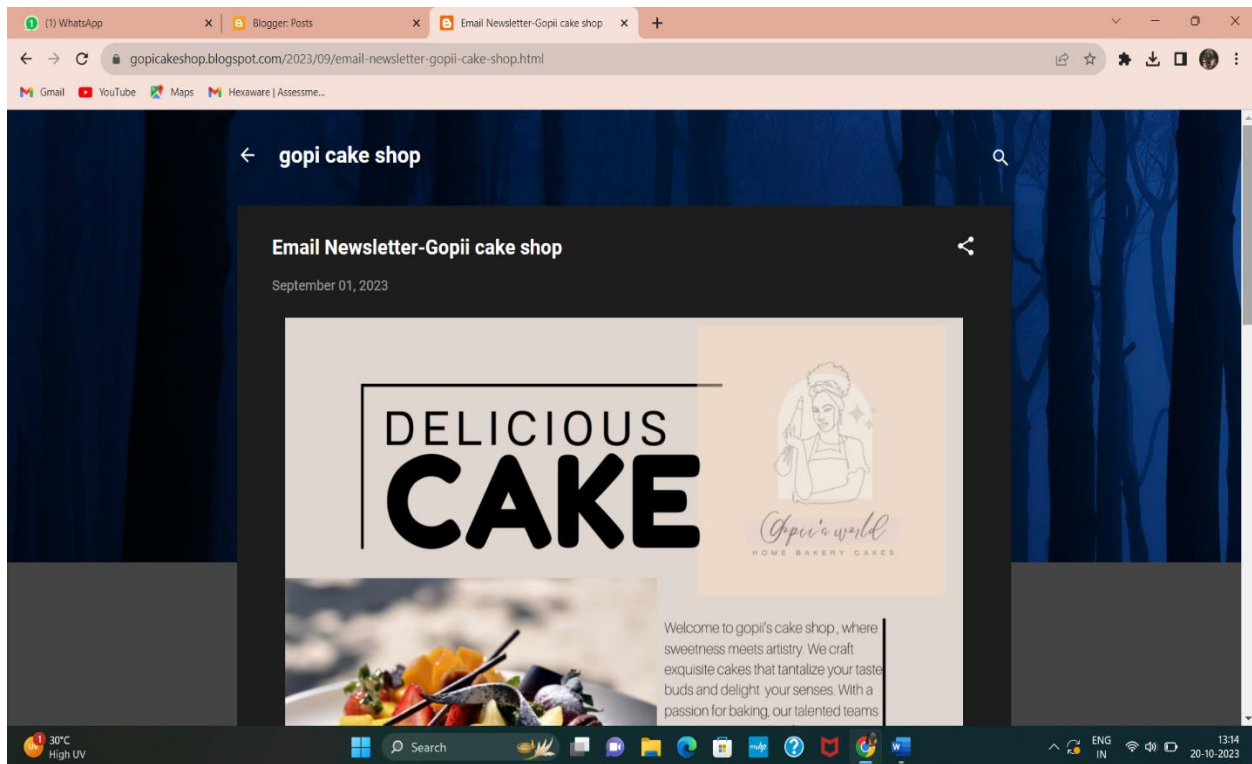 (1) WhatsApp
Blogger: Posts
Email Newsletter-Gopii cake shop
gopicakeshop.blogspot.com/2023/09/email-newsletter-gopii-cake-shop.html
Gmail YouTube Maps Hexaware | Assessme...
gopi cake shop
Email Newsletter-Gopii cake shop
September 01, 2023
DELICIOUS
CAKE
Gopii's world
HOME BAKERY CAKES
Welcome to gopii's cake shop , where
sweetness meets artistry. We craft
exquisite cakes that tantalize your taste
buds and delight your senses. With a
passion for baking, our talented teams
1
30°C
High UV
Search
ENG
IN
13:14
20-10-2023